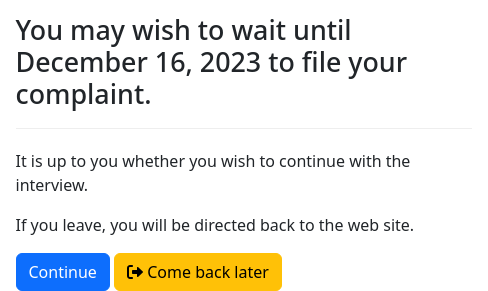 You may wish to wait until
December 16, 2023 to file your
complaint.
It is up to you whether you wish to continue with the
interview.
If you leave, you will be directed back to the web site.
Continue
Come back later